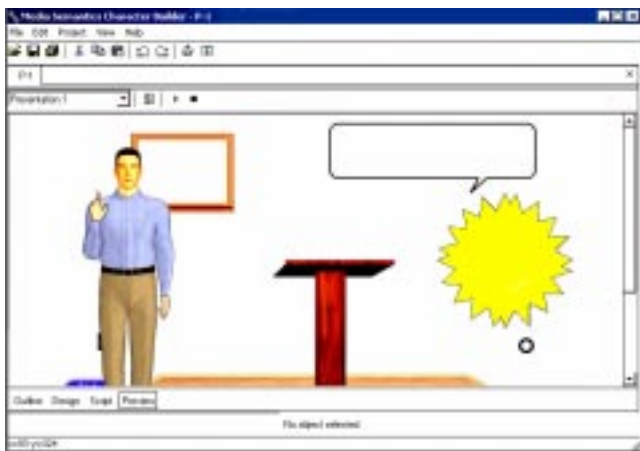 Media Semantics Character Builder - P-1
File Edit Project View Help
P-1
Presentation 1
Outline Design Script Preview
No object selected